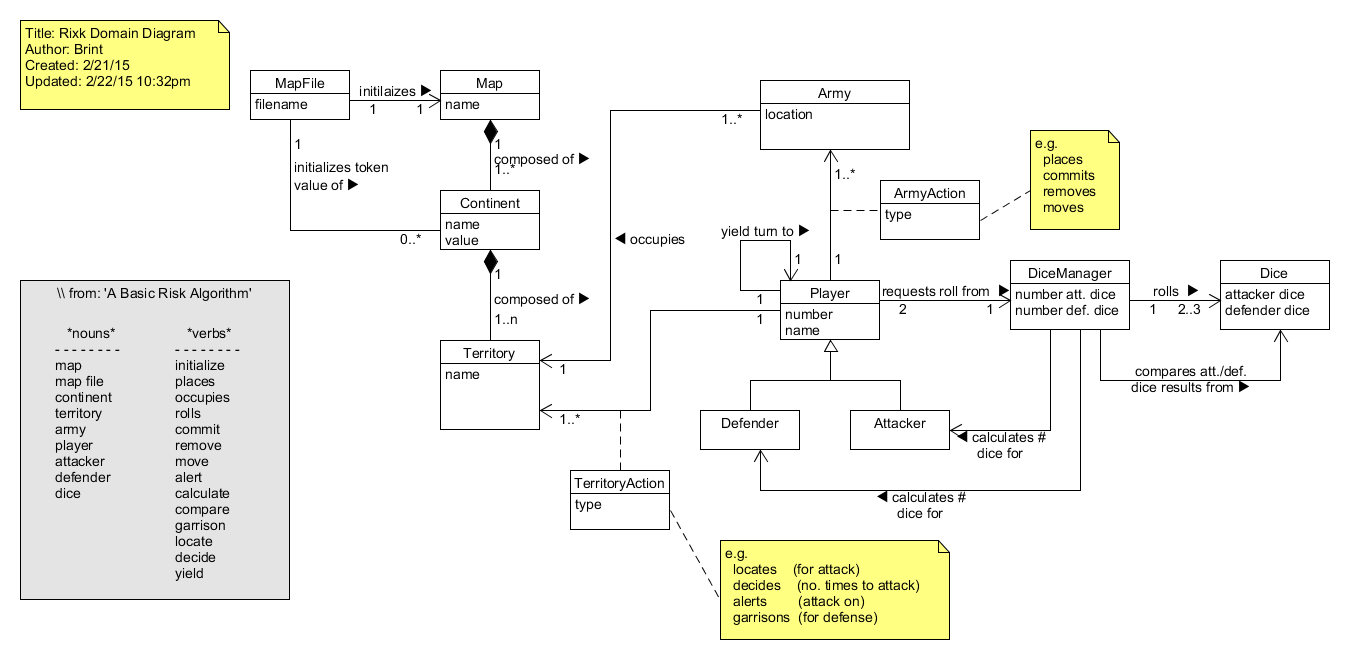 Title: Rixk Domain Diagram
Author: Brint
Created: 2/21/15
Updated: 2/22/15 10:32pm
MapFile
filename
initilaizes ►
1
1
Map
name
1
initializes token
value of ►
0..*
1
composed of ►
1..*
Continent
name
value
1
composed of ►
1..n
Territory
name
1
1..*
◄ occupies
1..*
Army
location
1..*
ArmyAction
type
e.g.
places
commits
removes
moves
yield turn to ►
1
1
1
1
Player
number
name
requests roll from ►
2
1
DiceManager
number att. dice
number def. dice
rolls ►
1
2..3
Dice
attacker dice
defender dice
compares att./def.
dice results from ►
Defender
Attacker
◄ calculates #
dice for
◄ calculates #
dice for
TerritoryAction
type
e.g.
locates (for attack)
decides (no. times to attack)
alerts (attack on)
garrisons (for defense)
\\ from: 'A Basic Risk Algorithm'
*nouns*
- - - - - - - -
map
map file
continent
territory
army
player
attacker
defender
dice
*verbs*
- - - - - - - -
initialize
places
occupies
rolls
commit
remove
move
alert
calculate
compare
garrison
locate
decide
yield